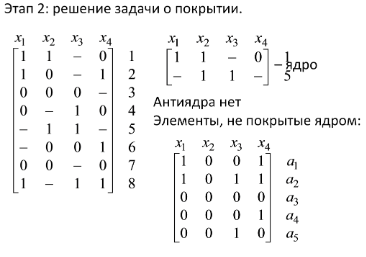 Этап 2: решение задачи о покрытии.
x₁ x₂ x₃ x₄
1 1 – 0 1
1 0 – 1 2
0 0 0 – 3
0 – 1 0 4
– 1 1 – 5
– 0 0 1 6
0 0 – 0 7
1 – 1 1 8
x₁ x₂ x₃ x₄
1 1 – 0 1
– 1 1 – 5
– ядро
Антиядра нет
Элементы, не покрытые ядром:
x₁ x₂ x₃ x₄
1 0 0 1 a₁
1 0 1 1 a₂
0 0 0 0 a₃
0 0 0 1 a₄
0 0 1 0 a₅